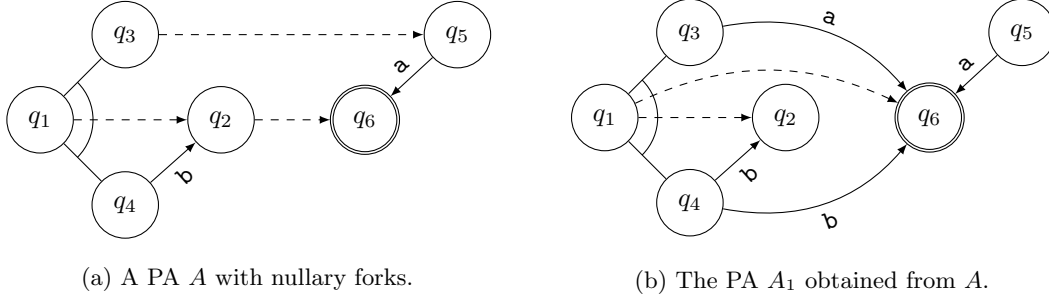 q3
q5
a
q1
q2
q6
b
q4
(a) A PA A with nullary forks.
a
q3
q5
a
q1
q2
q6
b
q4
b
(b) The PA A1 obtained from A.